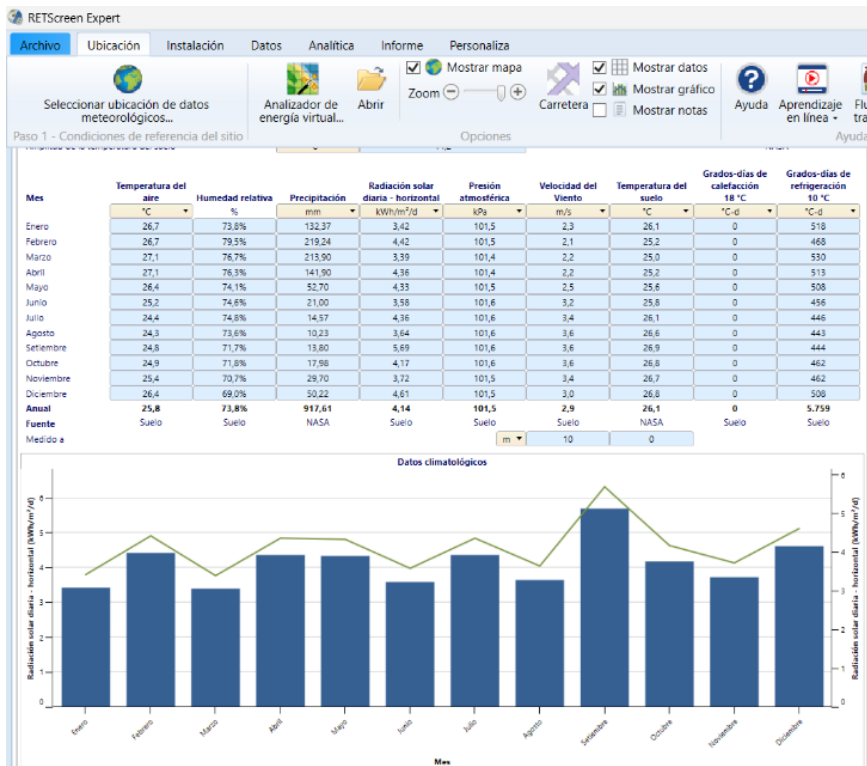 RETScreen Expert
Archivo Ubicación Instalación Datos Analítica Informe Personaliza
Seleccionar ubicación de datos meteorológicos...
Analizador de energía virtual...
Abrir
Mostrar mapa
Zoom
Carretera
Mostrar datos
Mostrar gráfico
Mostrar notas
Ayuda
Aprendizaje en línea
Paso 1 - Condiciones de referencia del sitio Opciones
Mes Temperatura del aire Humedad relativa Precipitación Radiación solar diaria - horizontal Presión atmosférica Velocidad del Viento Temperatura del suelo Grados-días de calefacción 18 °C Grados-días de refrigeración 10 °C
°C % mm kWh/m²/d kPa m/s °C °C-d °C-d
Enero 26,7 73,8% 132,37 3,42 101,5 2,3 26,1 0 518
Febrero 26,7 79,5% 219,24 4,42 101,5 2,1 25,2 0 468
Marzo 27,1 76,7% 213,90 3,39 101,4 2,2 25,0 0 530
Abril 27,1 76,3% 141,90 4,36 101,4 2,2 25,2 0 513
Mayo 26,4 74,1% 52,70 4,33 101,5 2,5 25,6 0 508
Junio 25,2 74,6% 21,00 3,58 101,6 3,2 25,8 0 456
Julio 24,4 74,8% 14,57 4,36 101,6 3,4 26,1 0 446
Agosto 24,3 73,6% 10,23 3,64 101,6 3,6 26,6 0 443
Setiembre 24,8 71,7% 13,80 5,69 101,6 3,6 26,9 0 444
Octubre 24,9 71,8% 17,98 4,17 101,6 3,6 26,8 0 462
Noviembre 25,4 70,7% 29,70 3,72 101,5 3,4 26,7 0 462
Diciembre 26,4 69,0% 50,22 4,61 101,5 3,0 26,8 0 508
Anual 25,8 73,8% 917,61 4,14 101,5 2,9 26,1 0 5.759
Fuente Suelo Suelo NASA Suelo Suelo Suelo NASA Suelo Suelo
Medido a m 10 0
Datos climatológicos
Radiación solar diaria - horizontal (kWh/m²/d)
6
5
4
3
2
1
0
Radiación solar diaria - horizontal (kWh/m²/d)
6
5
4
3
2
1
0
Enero Febrero Marzo Abril Mayo Junio Julio Agosto Setiembre Octubre Noviembre Diciembre
Mes